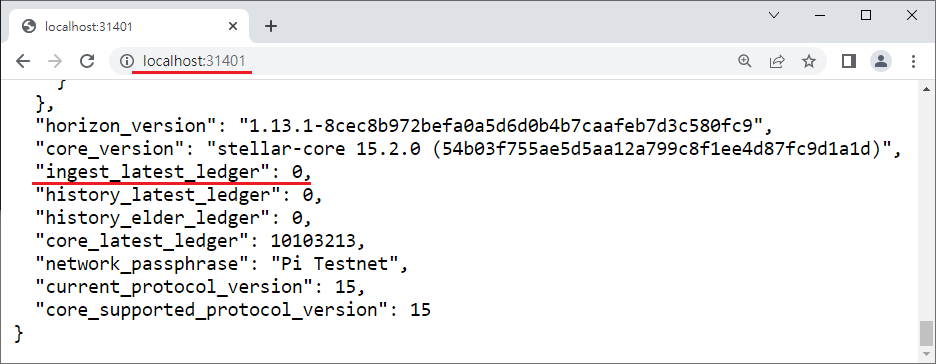 localhost:31401
localhost:31401
}
},
"horizon_version": "1.13.1-8cec8b972befa0a5d6d0b4b7caafeb7d3c580fc9",
"core_version": "stellar-core 15.2.0 (54b03f755ae5d5aa12a799c8f1ee4d87fc9d1a1d)",
"ingest_latest_ledger": 0,
"history_latest_ledger": 0,
"history_elder_ledger": 0,
"core_latest_ledger": 10103213,
"network_passphrase": "Pi Testnet",
"current_protocol_version": 15,
"core_supported_protocol_version": 15
}